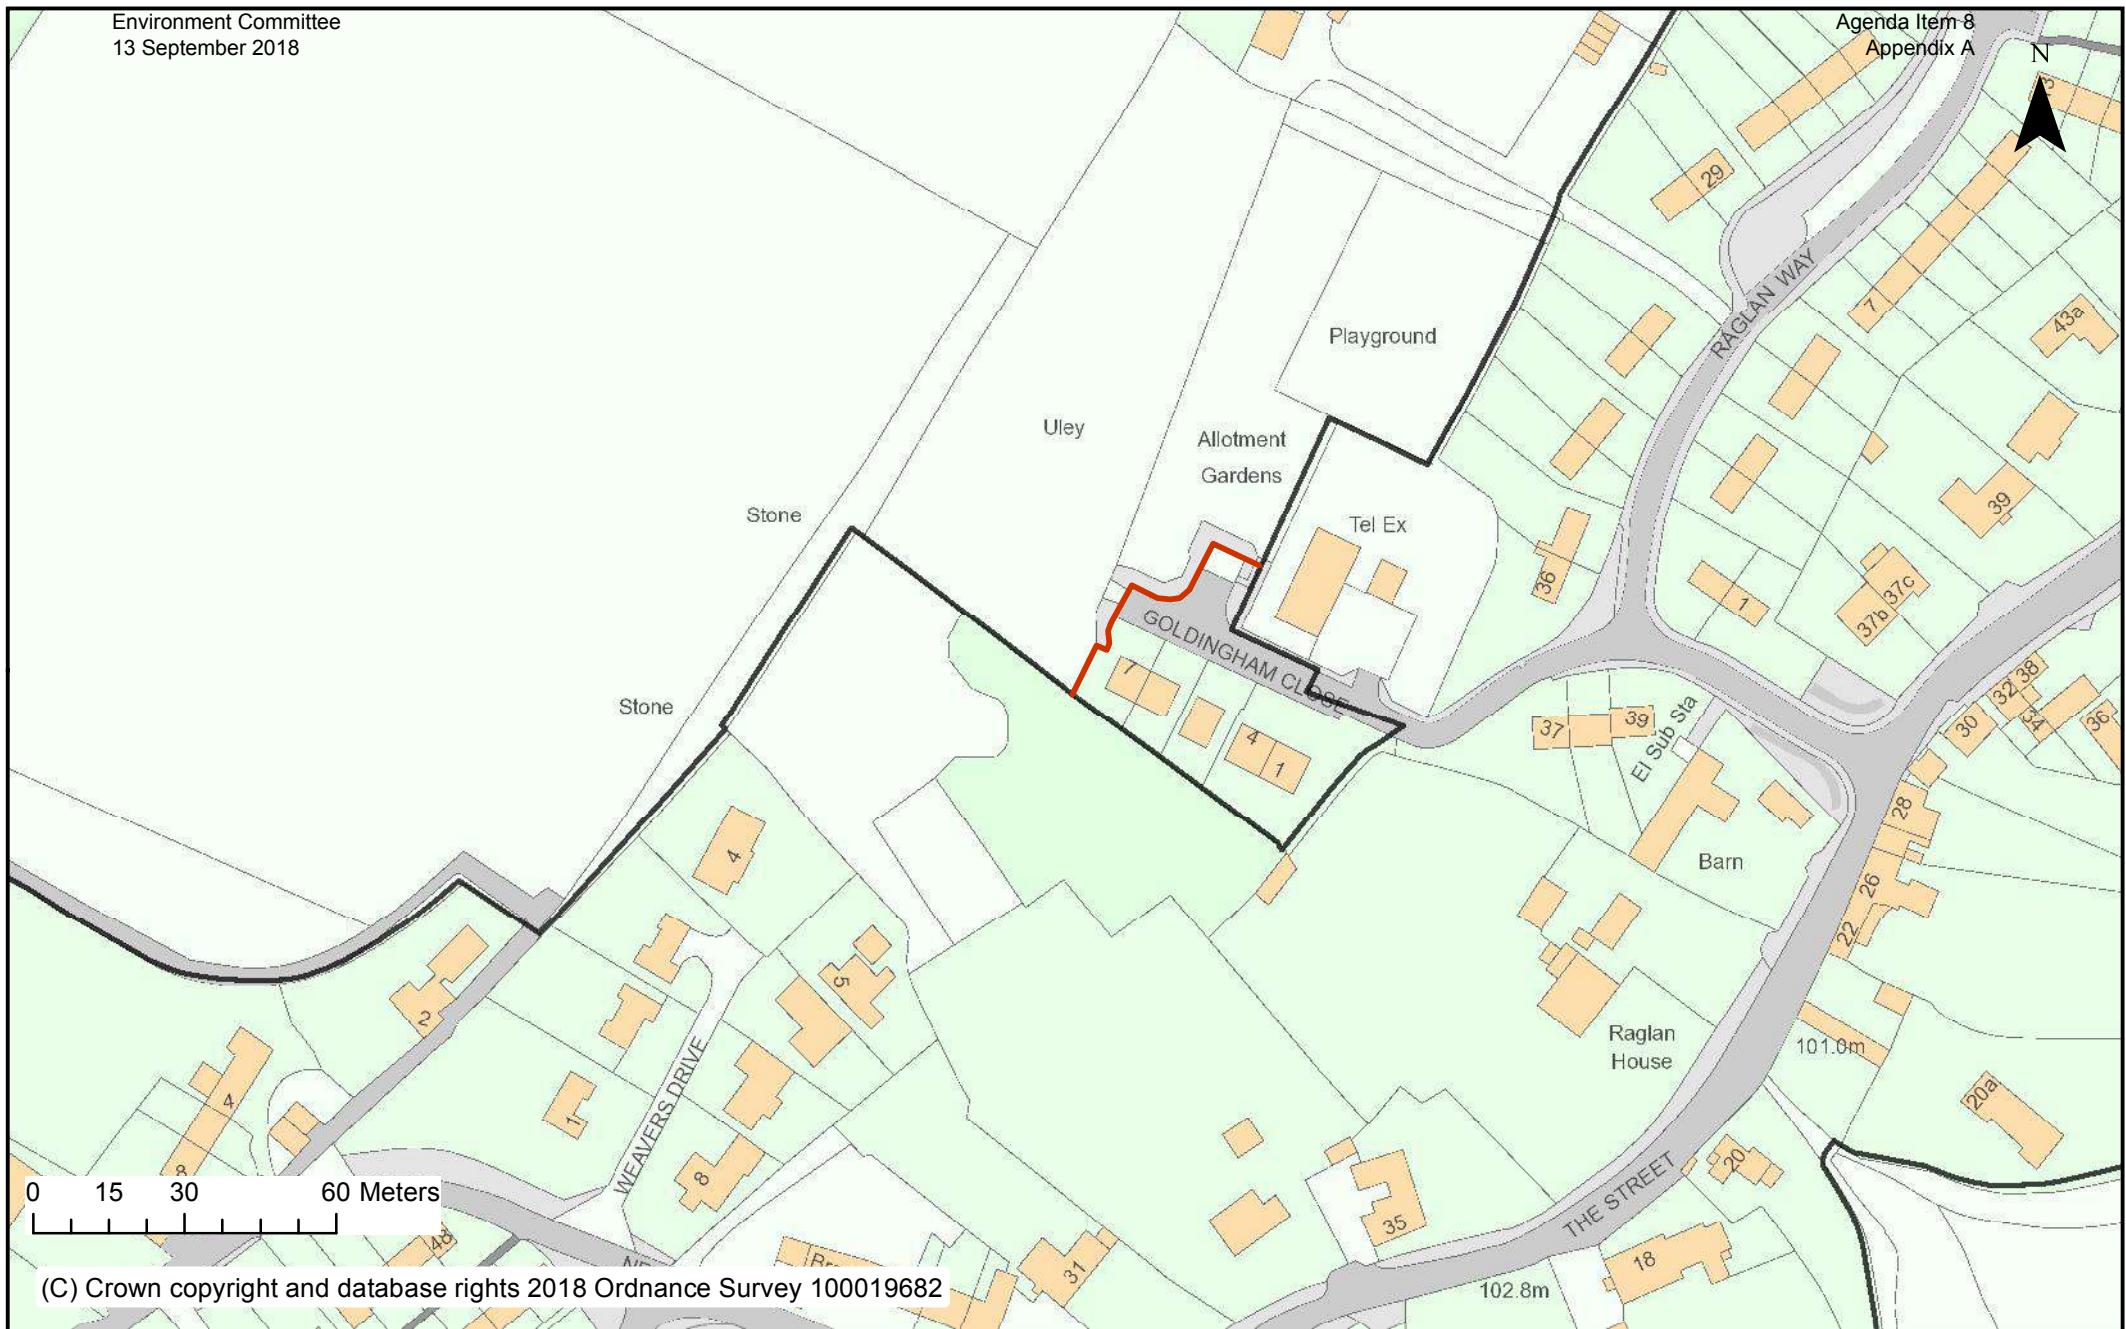 Environment Committee
13 September 2018
Agenda Item 8
Appendix A
N
13
29
RAGLAN WAY
7
43a
Playground
Uley
Allotment
Gardens
Stone
Tel Ex
39
36
1
37c
37b
GOLDINGHAM CLOSE
7
4
1
Stone
37
39
El Sub Sta
38
32
34
30
36
28
26
22
Barn
4
5
2
Raglan
House
101.0m
4
8
1
WEAVERS DRIVE
8
20a
20
THE STREET
35
18
31
48
102.8m
0 15 30 60 Meters
(C) Crown copyright and database rights 2018 Ordnance Survey 100019682